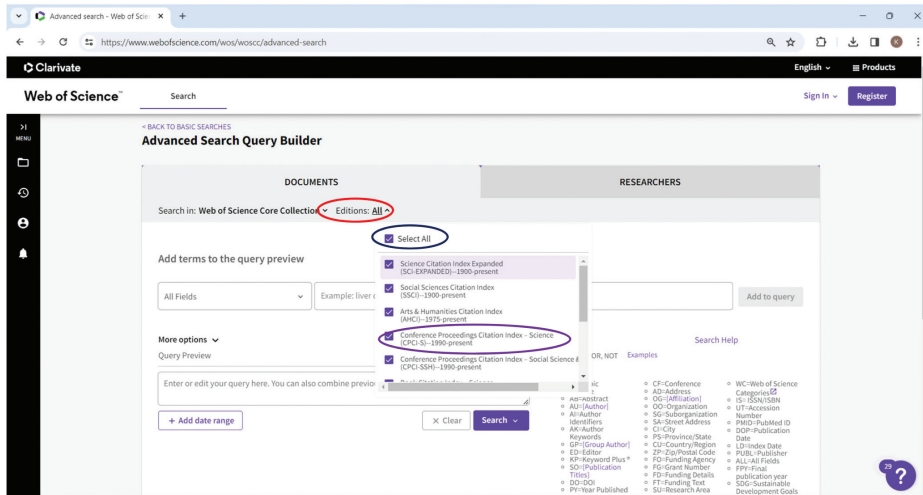 Advanced search - Web of Scie
https://www.webofscience.com/wos/woscc/advanced-search
K
Clarivate
English
Products
Web of Science™
Search
Sign In
Register
MENU
< BACK TO BASIC SEARCHES
Advanced Search Query Builder
DOCUMENTS
RESEARCHERS
Search in: Web of Science Core Collection Editions: All
Select All
Add terms to the query preview
Science Citation Index Expanded
(SCI-EXPANDED)--1900-present
Social Sciences Citation Index
(SSCI)--1900-present
All Fields
Example: liver
Add to query
Arts & Humanities Citation Index
(AHCI)--1975-present
More options
Conference Proceedings Citation Index - Science
(CPCI-S)--1990-present
Search Help
Query Preview
OR, NOT Examples
Conference Proceedings Citation Index - Social Science &
(CPCI-SSH)--1990-present
Enter or edit your query here. You can also combine previo
+ Add date range
× Clear
Search
AB=Abstract
AU=[Author]
AI=Author
Identifiers
AK=Author
Keywords
GP=[Group Author]
ED=Editor
KP=Keyword Plus®
SO=[Publication
Titles]
DO=DOI
PY=Year Published
CF=Conference
AD=Address
OG=[Affiliation]
OO=Organization
SG=Suborganization
SA=Street Address
CI=City
PS=Province/State
CU=Country/Region
ZP=Zip/Postal Code
FO=Funding Agency
FG=Grant Number
FD=Funding Details
FT=Funding Text
SU=Research Area
WC=Web of Science
Categories
IS= ISSN/ISBN
UT=Accession
Number
PMID=PubMed ID
DOP=Publication
Date
LD=Index Date
PUBL=Publisher
ALL=All Fields
FPY=Final
publication year
SDG=Sustainable
Development Goals
29
?